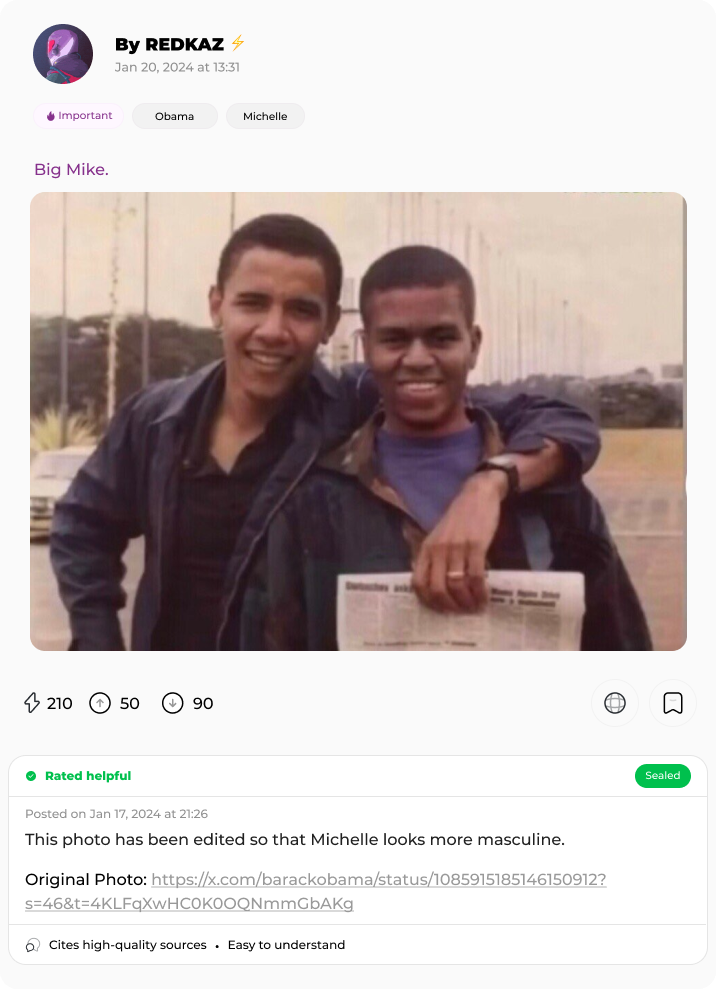 By REDKAZ
Jan 20, 2024 at 13:31
Important
Obama
Michelle
Big Mike.
210
50
90
Rated helpful
Sealed
Posted on Jan 17, 2024 at 21:26
This photo has been edited so that Michelle looks more masculine.
Original Photo: https://x.com/barackobama/status/1085915185146150912?
s=46&t=4KLFqXwHC0K0OQNmmGbAKg
Cites high-quality sources • Easy to understand